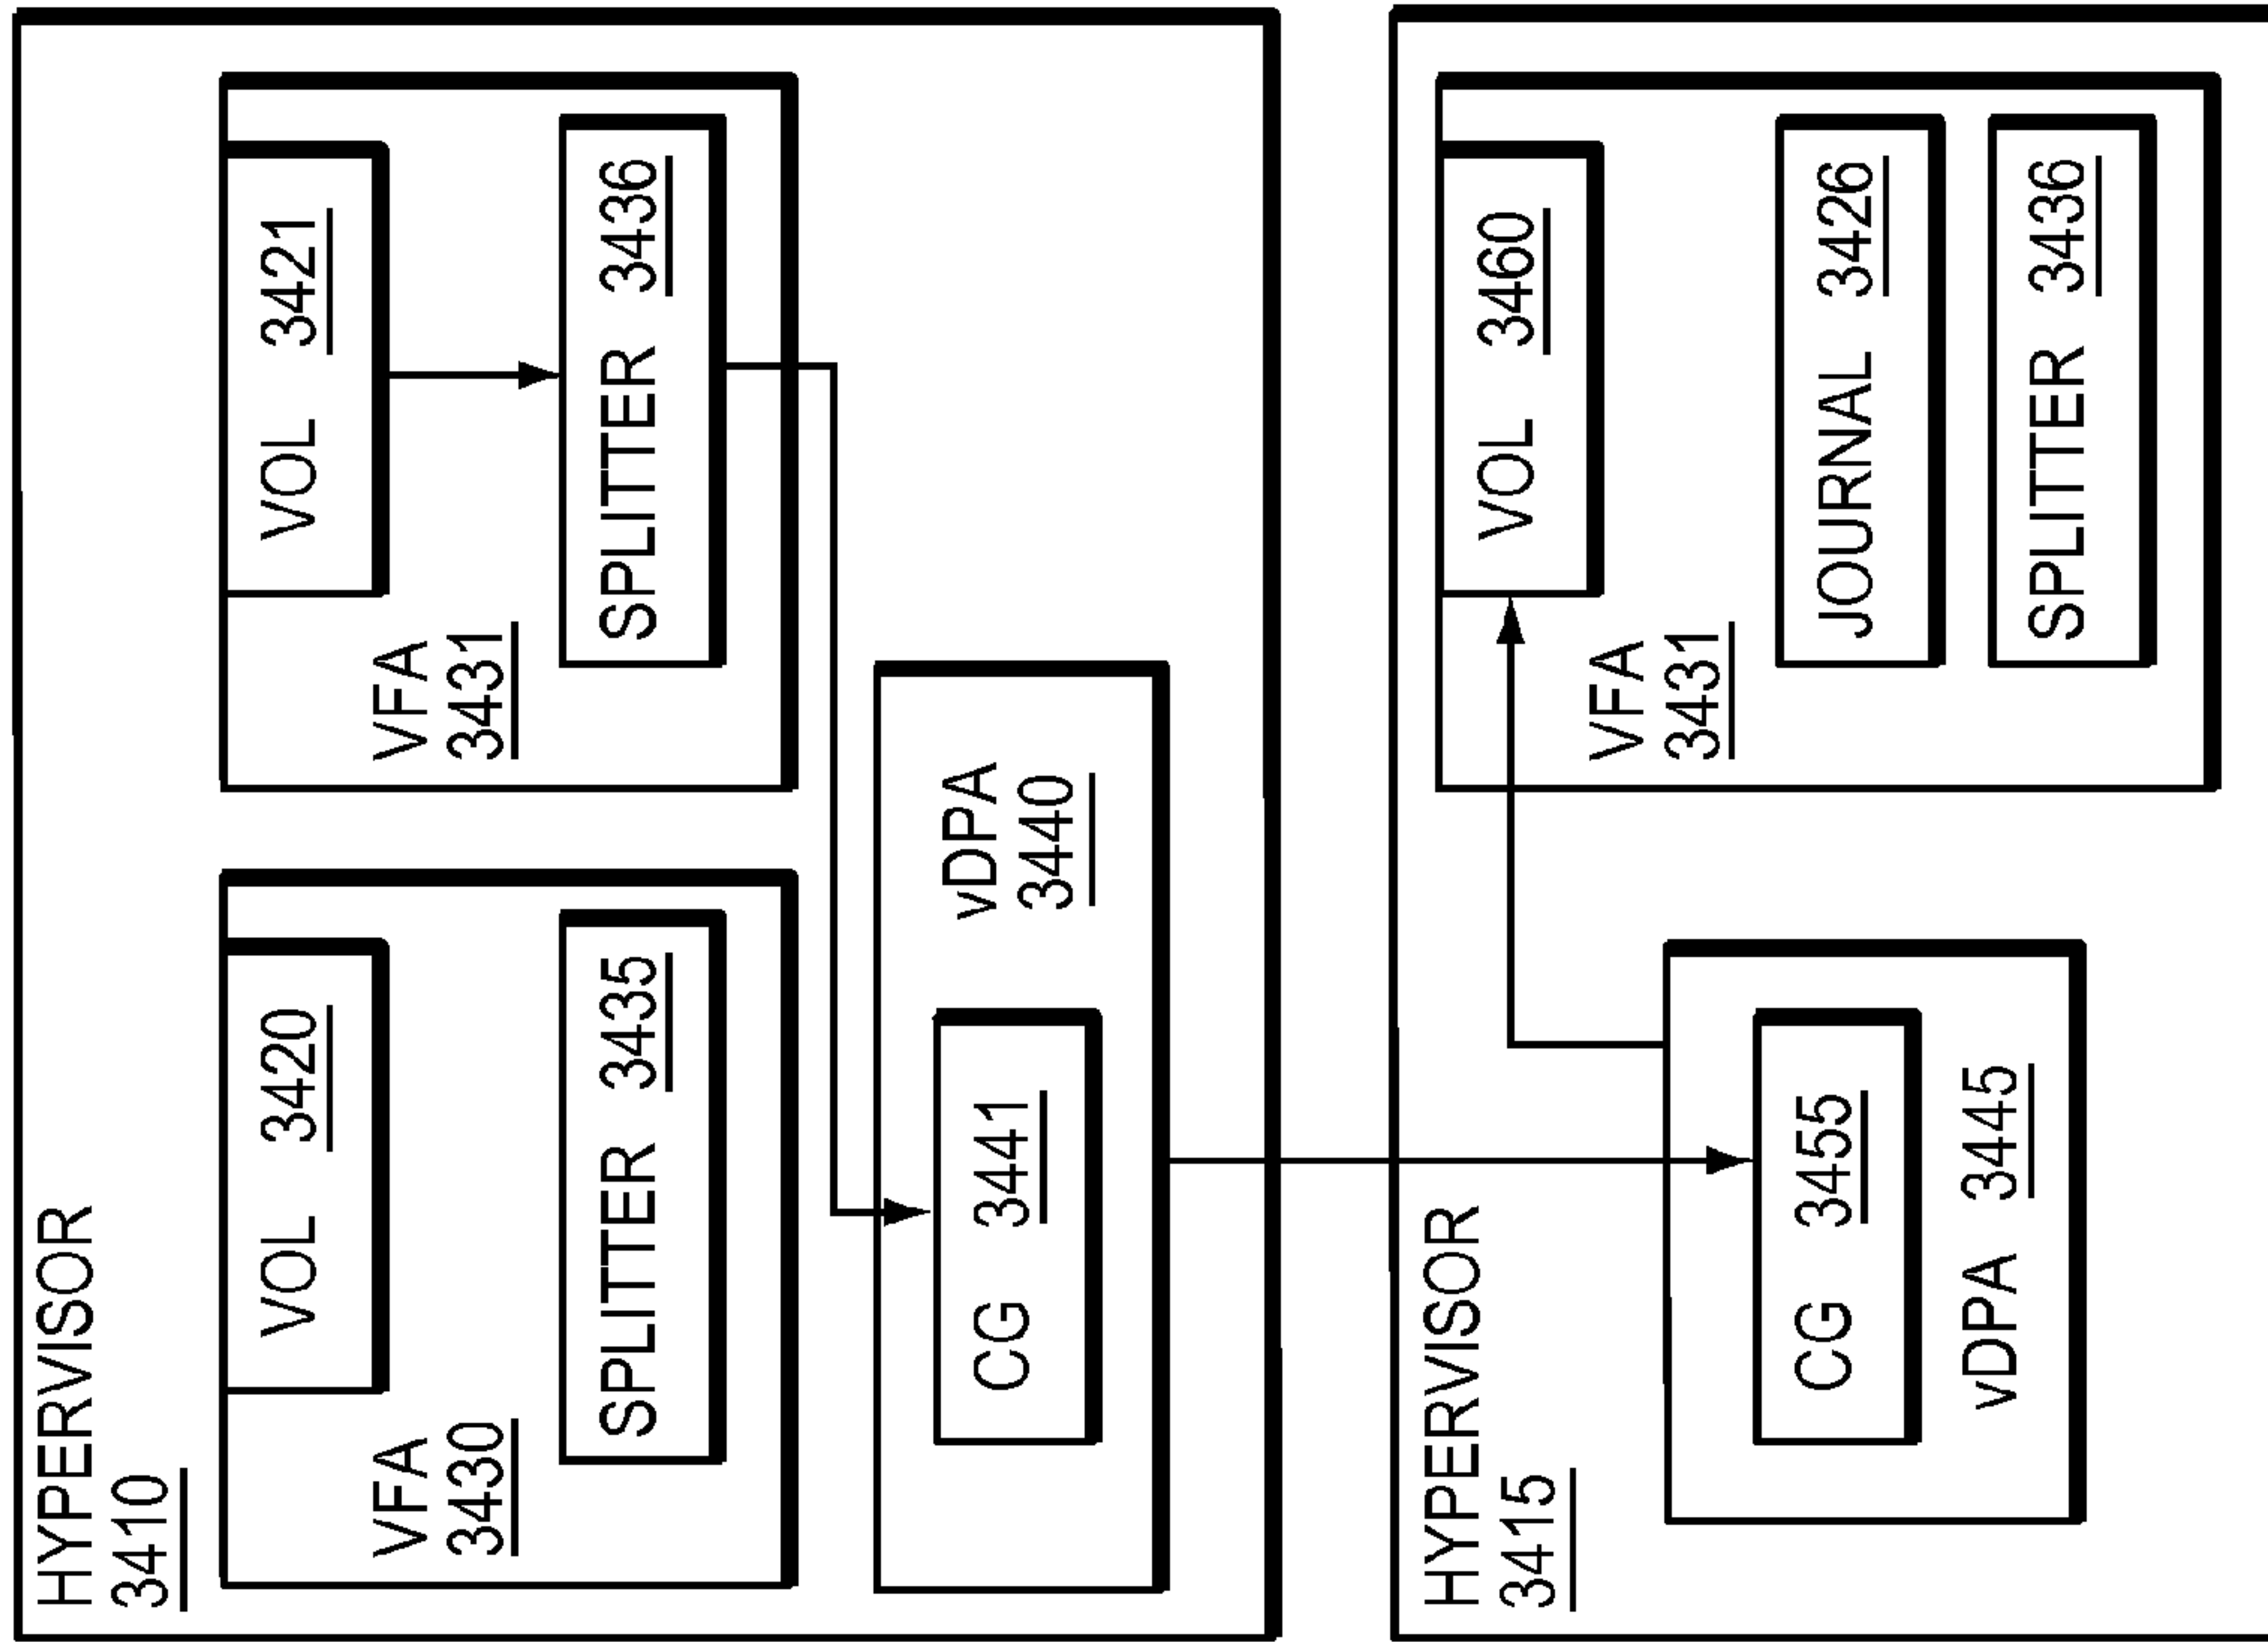 HYPERVISOR
3410
VFA
3430
VOL 3420
SPLITTER 3435
VFA
3431
VOL 3421
SPLITTER 3436
CG 3441
vDPA
3440
HYPERVISOR
3415
CG 3455
vDPA 3445
VFA
3431
VOL 3460
JOURNAL 3426
SPLITTER 3436